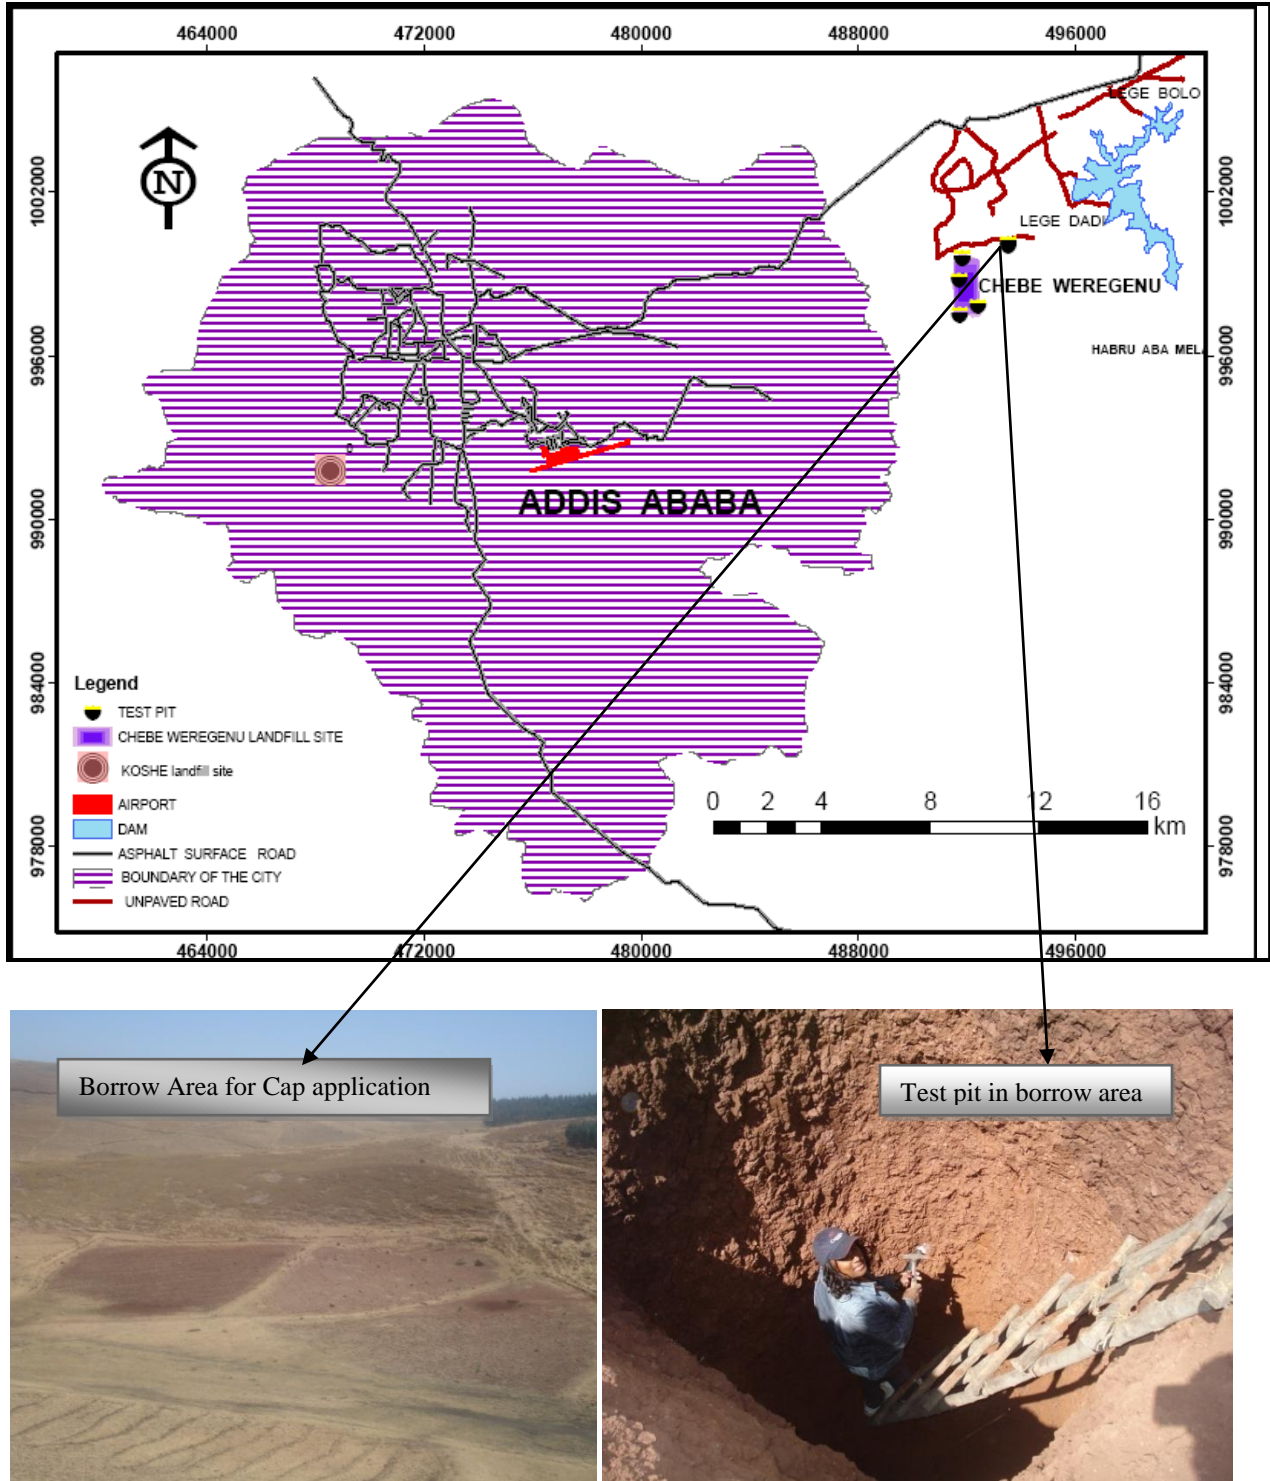 464000 472000 480000 488000 496000
LEGE BOLO
1002000
1002000
N
LEGE DADI
CHEBE WEREGENU
HABRU ABA MELA
996000
996000
ADDIS ABABA
990000
990000
984000
984000
Legend
TEST PIT
CHEBE WEREGENU LANDFILL SITE
KOSHE landfill site
AIRPORT
DAM
ASPHALT SURFACE ROAD
BOUNDARY OF THE CITY
UNPAVED ROAD
0 2 4 8 12 16
km
978000
978000
464000 472000 480000 488000 496000
Borrow Area for Cap application
Test pit in borrow area